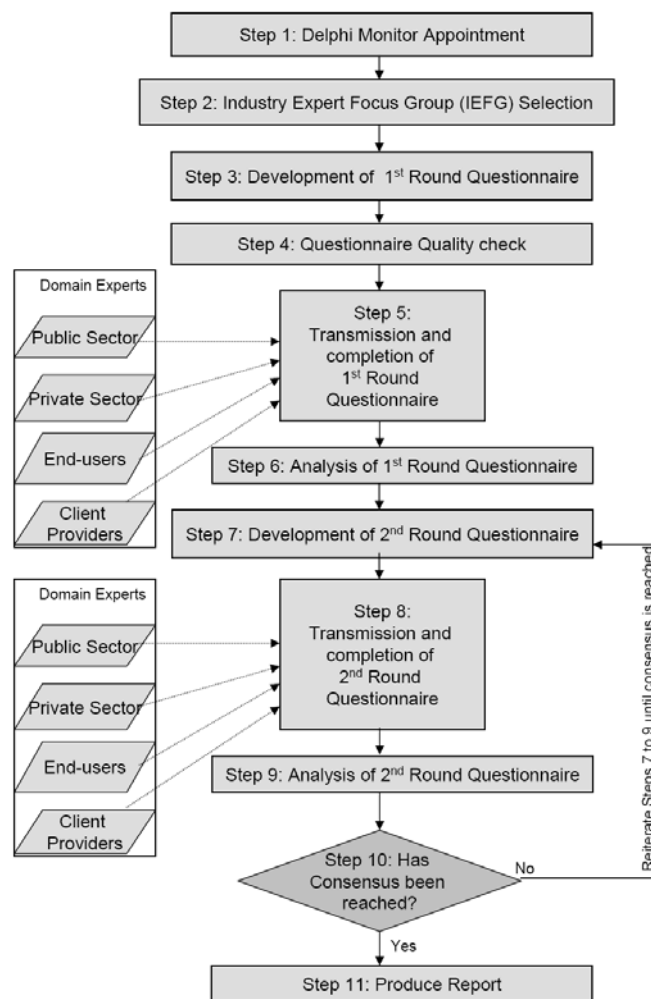 Step 1: Delphi Monitor Appointment
Step 2: Industry Expert Focus Group (IEFG) Selection
Step 3: Development of 1st Round Questionnaire
Step 4: Questionnaire Quality check
Domain Experts
Public Sector
Private Sector
End-users
Client
Providers
Step 5:
Transmission and
completion of
1st Round
Questionnaire
Step 6: Analysis of 1st Round Questionnaire
Step 7: Development of 2nd Round Questionnaire
Domain Experts
Public Sector
Private Sector
End-users
Client
Providers
Step 8:
Transmission and
completion of
2nd Round
Questionnaire
Step 9: Analysis of 2nd Round Questionnaire
Reiterate Steps 7 to 9 until consensus is reached
Step 10: Has
Consensus been
reached?
No
Yes
Step 11: Produce Report